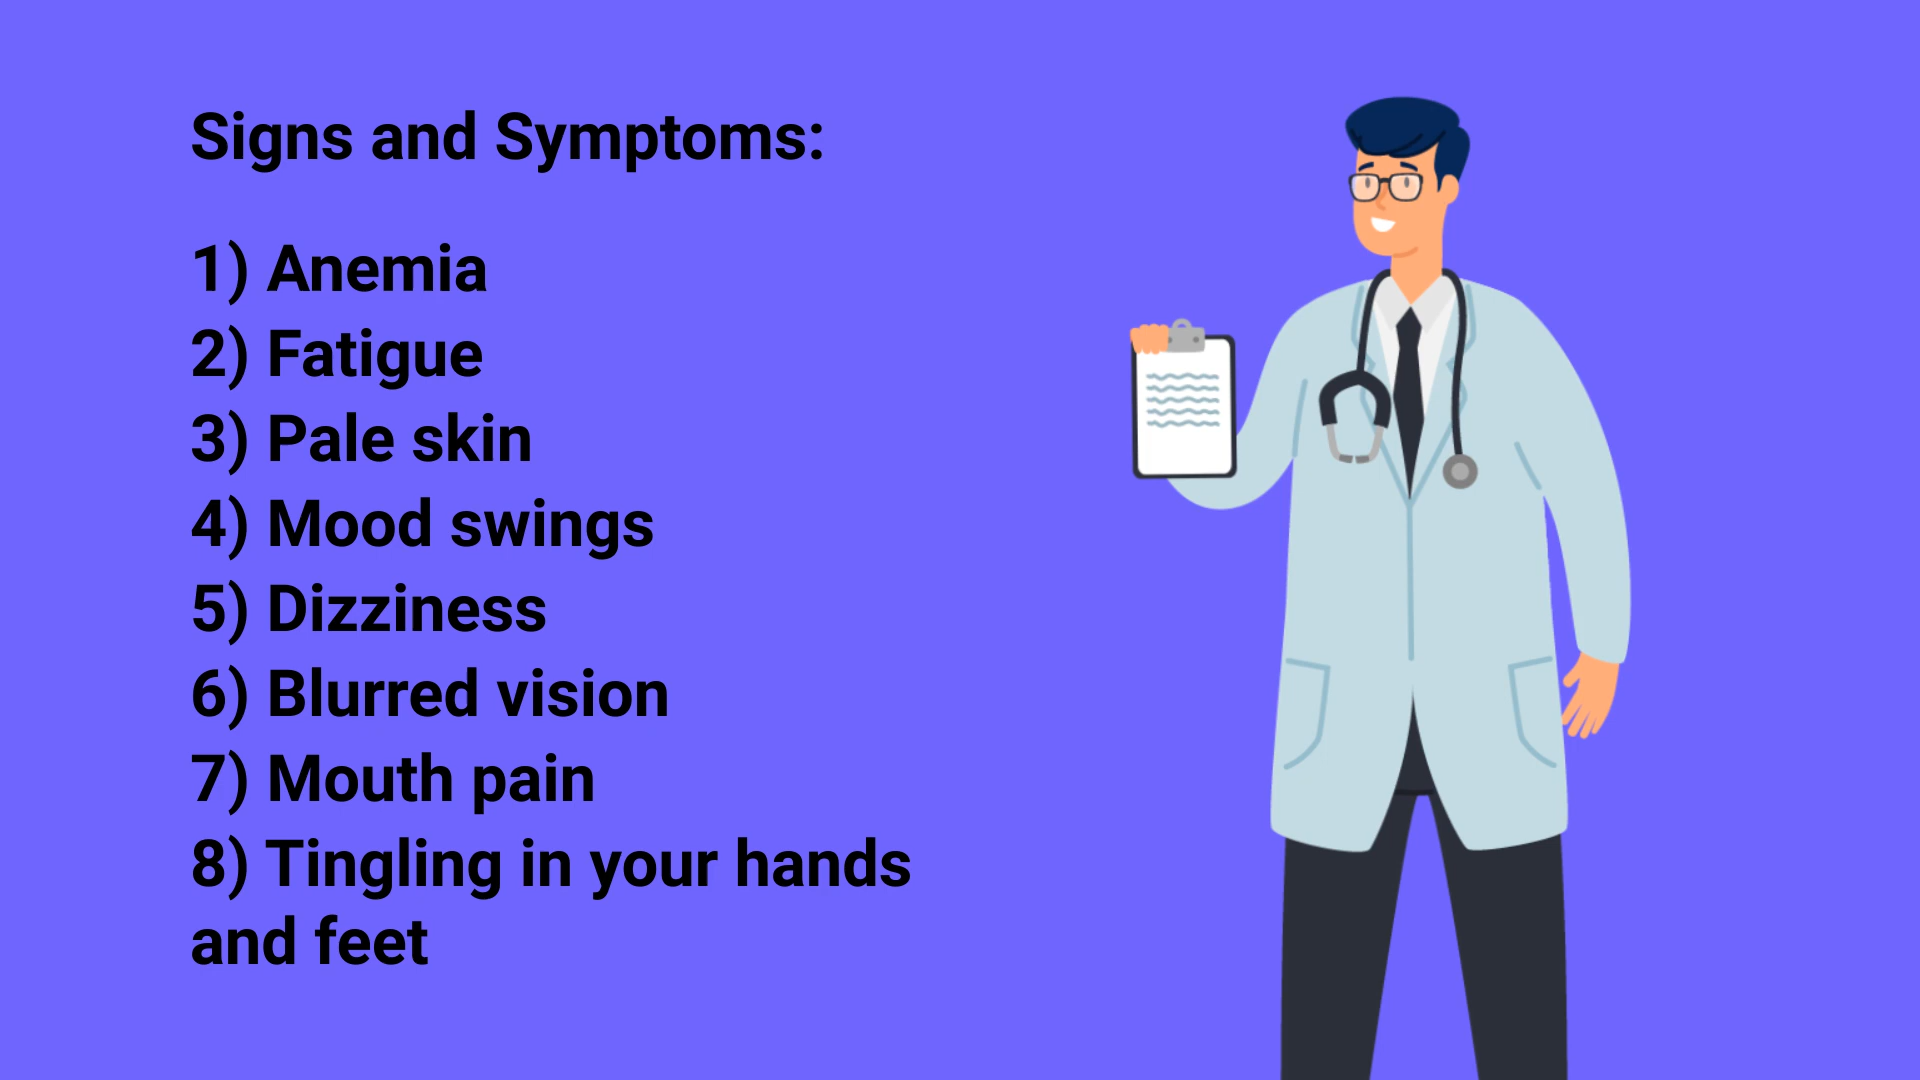 Signs and Symptoms:
1) Anemia
2) Fatigue
3) Pale skin
4) Mood swings
5) Dizziness
6) Blurred vision
7) Mouth pain
8) Tingling in your hands
and feet